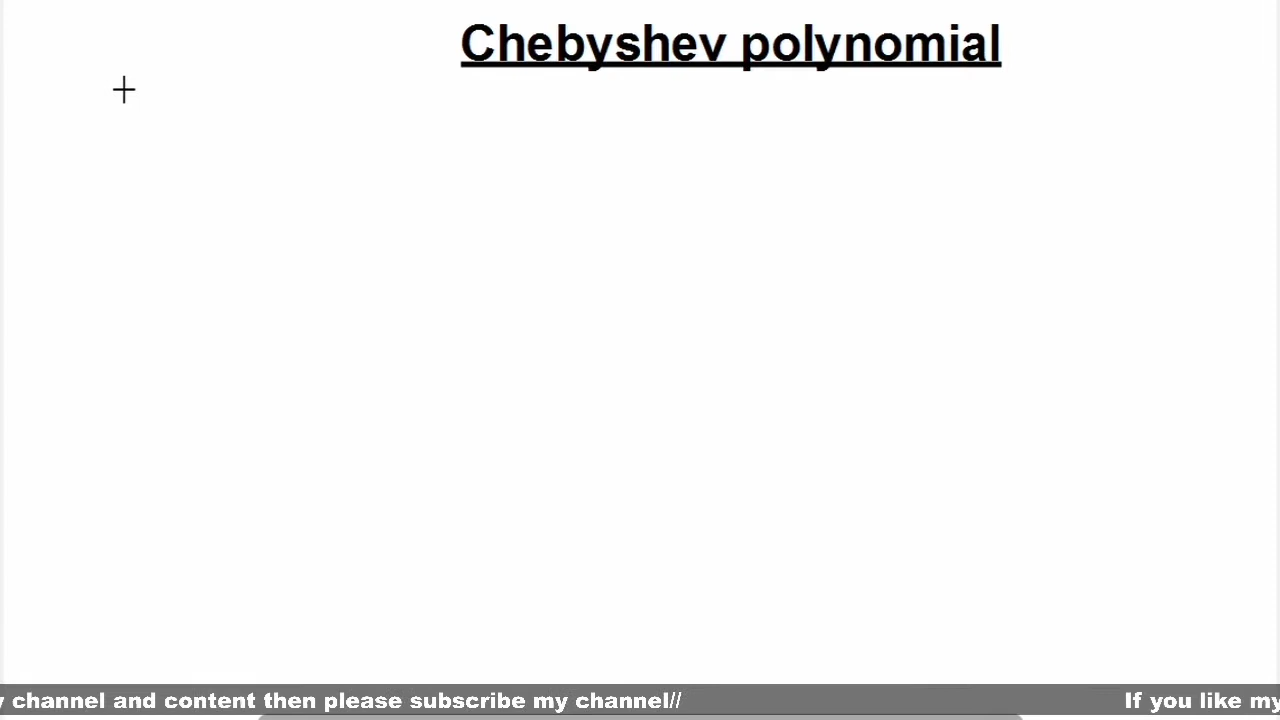 Chebyshev polynomial
channel and content then please subscribe my channel// If you like my